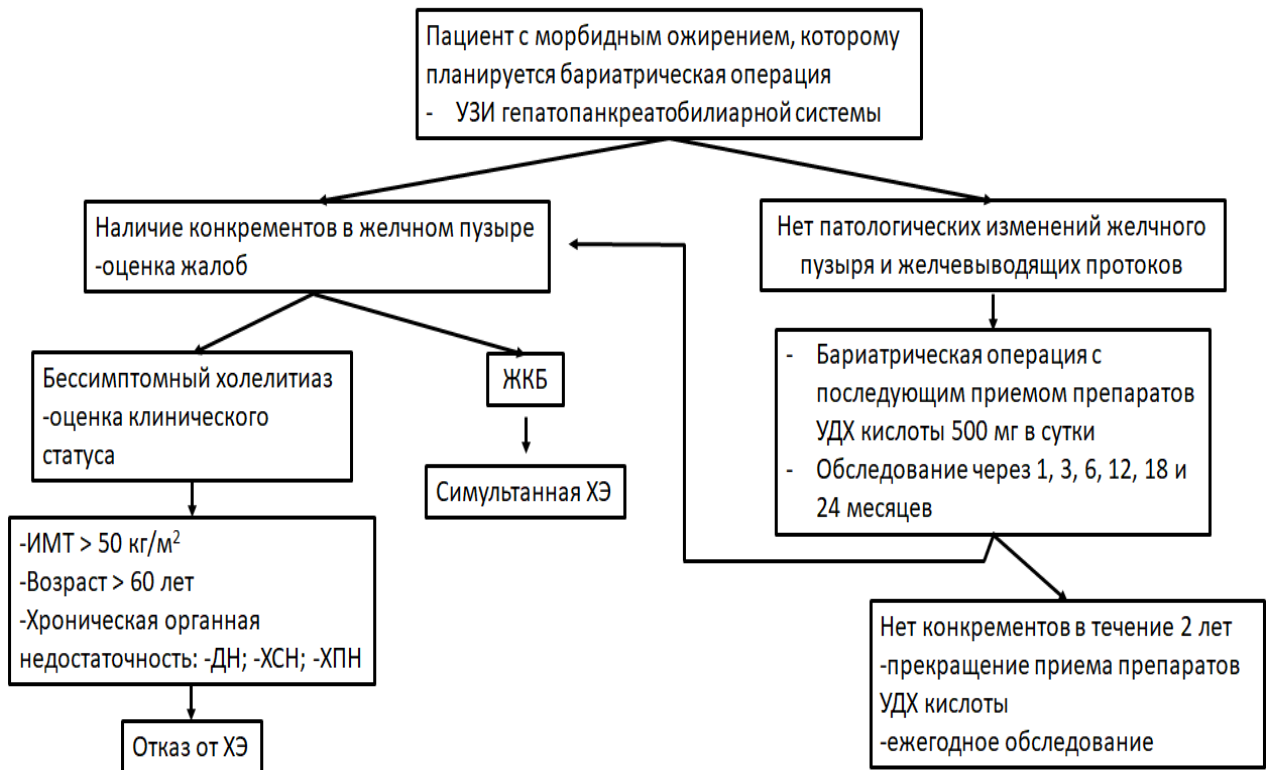 Пациент с морбидным ожирением, которому
планируется бариатрическая операция
- УЗИ гепатопанкреатобилиарной системы
Наличие конкрементов в желчном пузыре
-оценка жалоб
Нет патологических изменений желчного
пузыря и желчевыводящих протоков
Бессимптомный холелитиаз
-оценка клинического
статуса
ЖКБ
- Бариатрическая операция с
последующим приемом препаратов
УДХ кислоты 500 мг в сутки
- Обследование через 1, 3, 6, 12, 18 и
24 месяцев
Симультанная ХЭ
-ИМТ > 50 кг/м²
-Возраст > 60 лет
-Хроническая органная
недостаточность: -ДН; -ХСН; -ХПН
Нет конкрементов в течение 2 лет
-прекращение приема препаратов
УДХ кислоты
-ежегодное обследование
Отказ от ХЭ